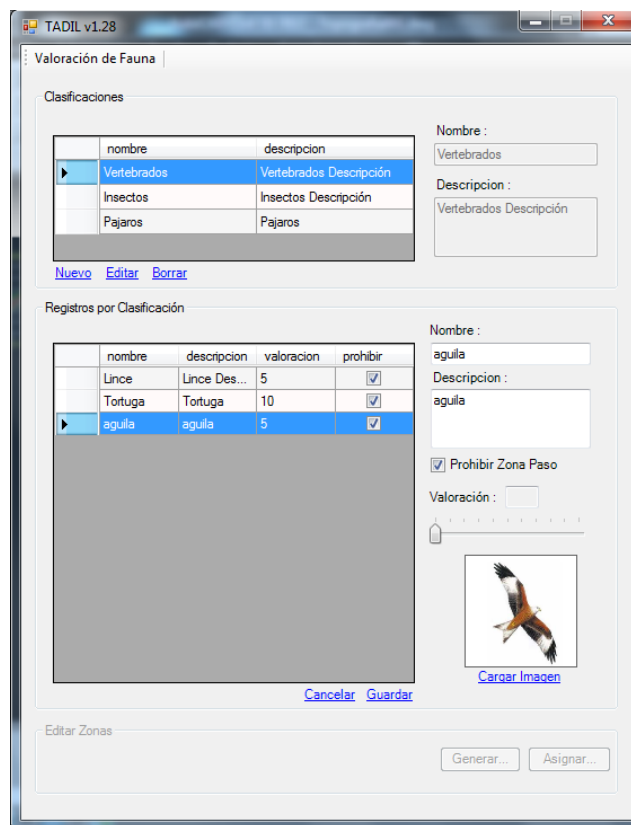 TADIL v1.28
Valoración de Fauna
Clasificaciones
nombre descripcion
Vertebrados Vertebrados Descripción
Insectos Insectos Descripción
Pajaros Pajaros
Nombre :
Vertebrados
Descripcion :
Vertebrados Descripción
Nuevo Editar Borrar
Registros por Clasificación
nombre descripcion valoracion prohibir
Lince Lince Des... 5
Tortuga Tortuga 10
aguila aguila 5
Nombre :
aguila
Descripcion :
aguila
Prohibir Zona Paso
Valoración :
Cargar Imagen
Cancelar Guardar
Editar Zonas
Generar... Asignar...